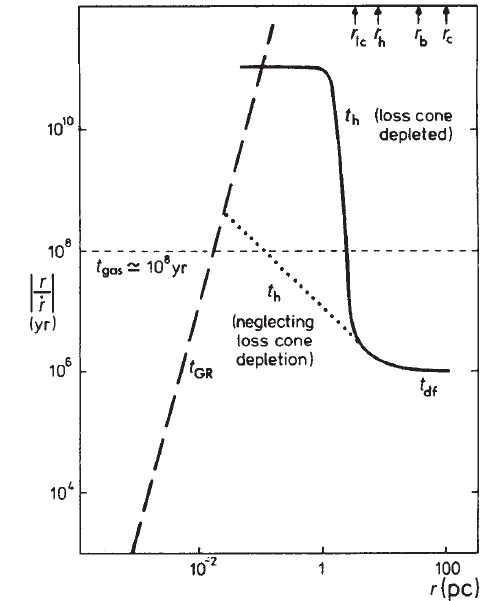 r_lc r_h r_b r_c
10^10
t_h (loss cone
depleted)
10^8
t_gas ≃ 10^8 yr
|r/ṙ|
(yr)
t_h
(neglecting
loss cone
depletion)
10^6
t_GR
t_df
10^4
10^-2 1 100
r (pc)